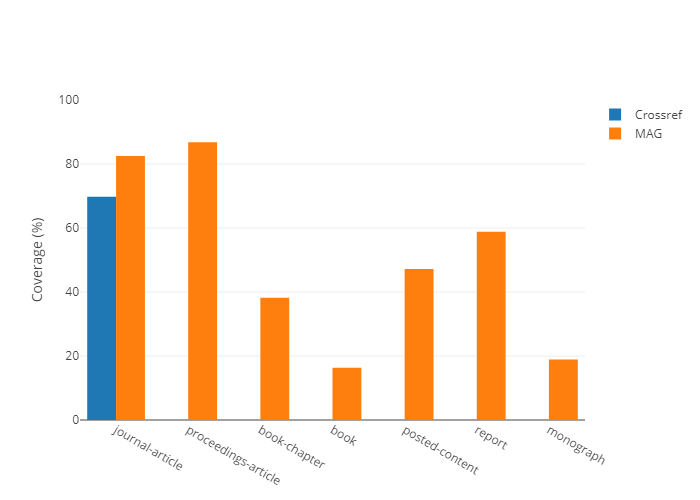 100
80
60
40
20
0
Coverage (%)
journal-article
proceedings-article
book-chapter
book
posted-content
report
monograph
Crossref
MAG